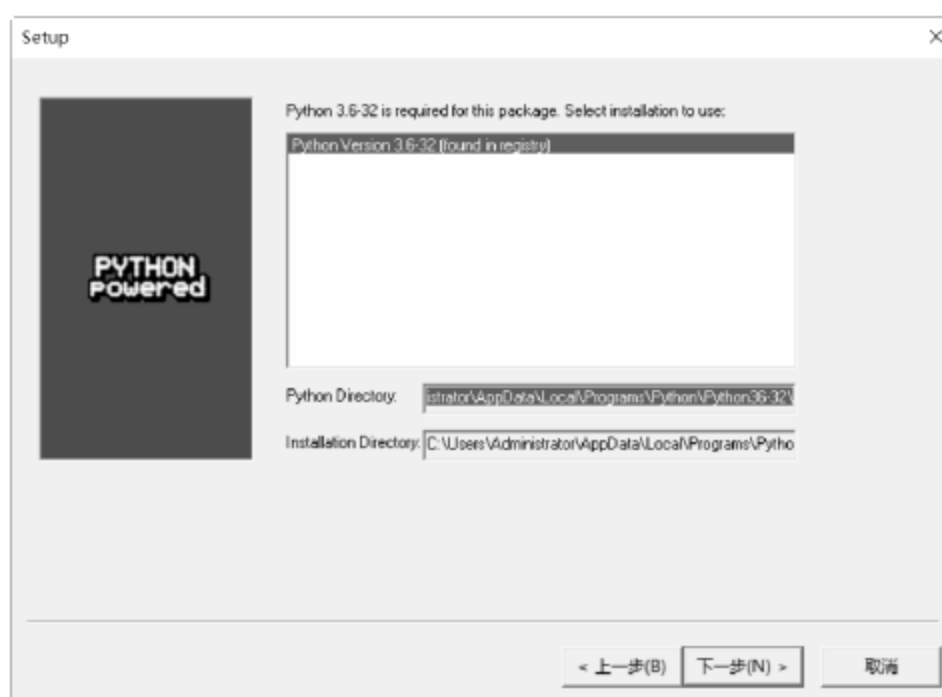 Setup
Python 3.6-32 is required for this package. Select installation to use:
Python Version 3.6-32 (found in registry)
PYTHON
powered
Python Directory: istrator\AppData\Local\Programs\Python\Python36-32\
Installation Directory: C:\Users\Administrator\AppData\Local\Programs\Pytho
< 上一步(B) 下一步(N) > 取消